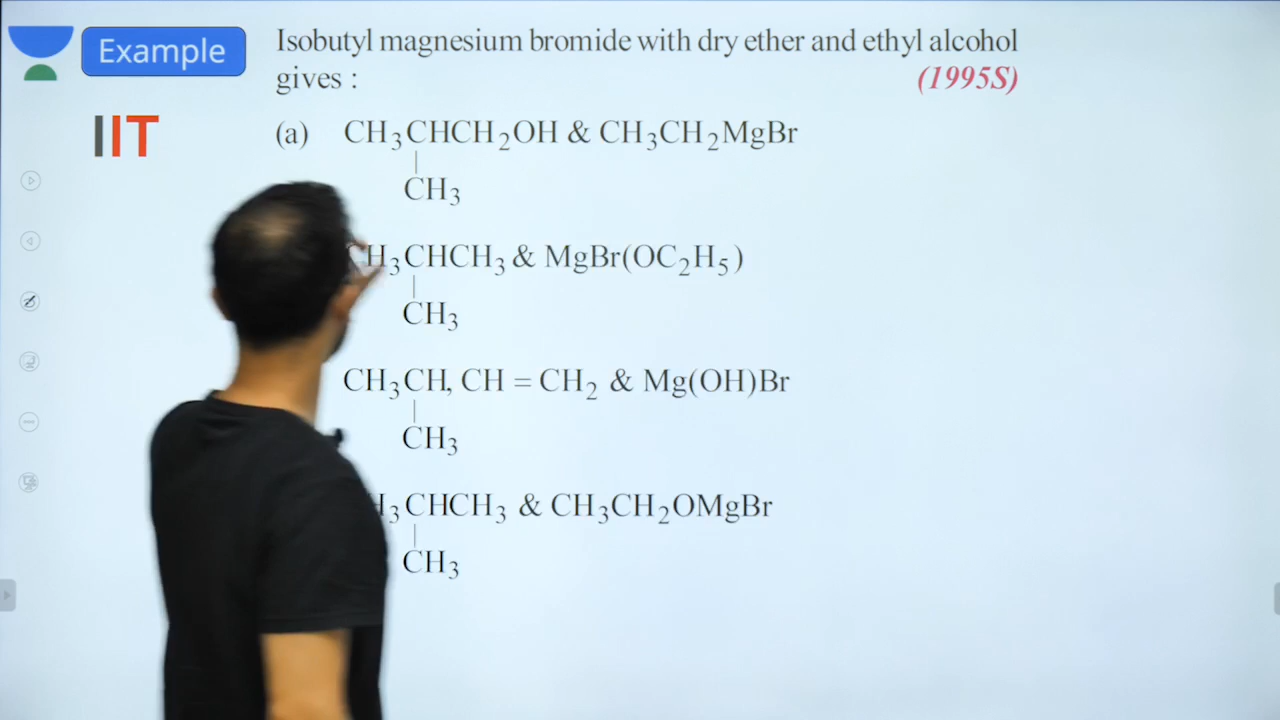 Example
Isobutyl magnesium bromide with dry ether and ethyl alcohol
gives :
(1995S)
IIT
(a) CH₃CHCH₂OH & CH₃CH₂MgBr
|
CH₃
H₃CHCH₃ & MgBr(OC₂H₅)
|
CH₃
CH₃CH, CH = CH₂ & Mg(OH)Br
|
CH₃
₃CHCH₃ & CH₃CH₂OMgBr
|
CH₃